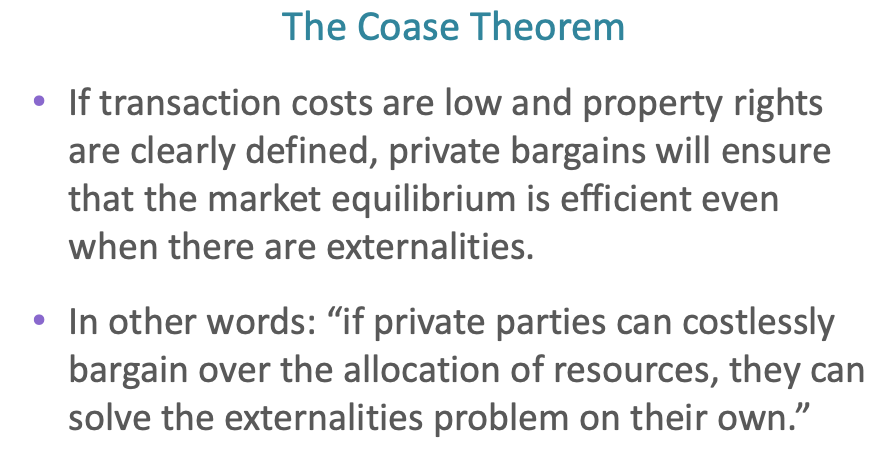 The Coase Theorem
• If transaction costs are low and property rights
are clearly defined, private bargains will ensure
that the market equilibrium is efficient even
when there are externalities.
• In other words: “if private parties can costlessly
bargain over the allocation of resources, they can
solve the externalities problem on their own.”